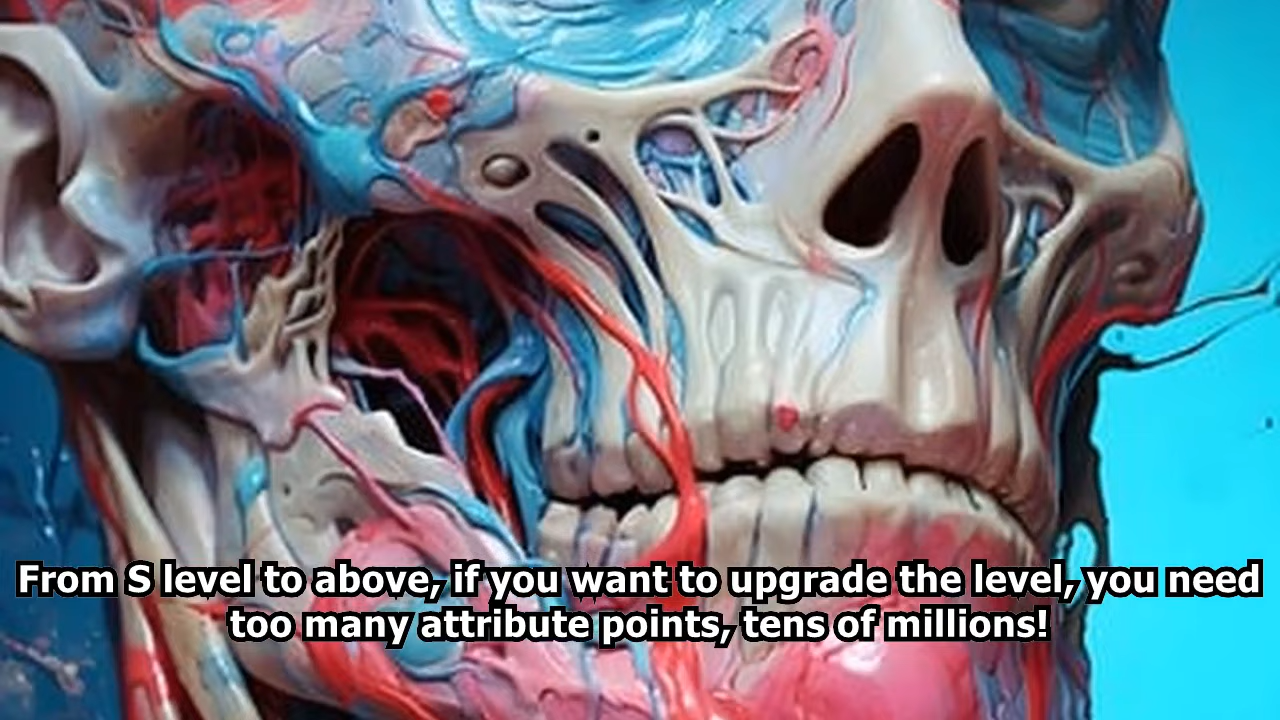 From S level to above, if you want to upgrade the level, you need
too many attribute points, tens of millions!